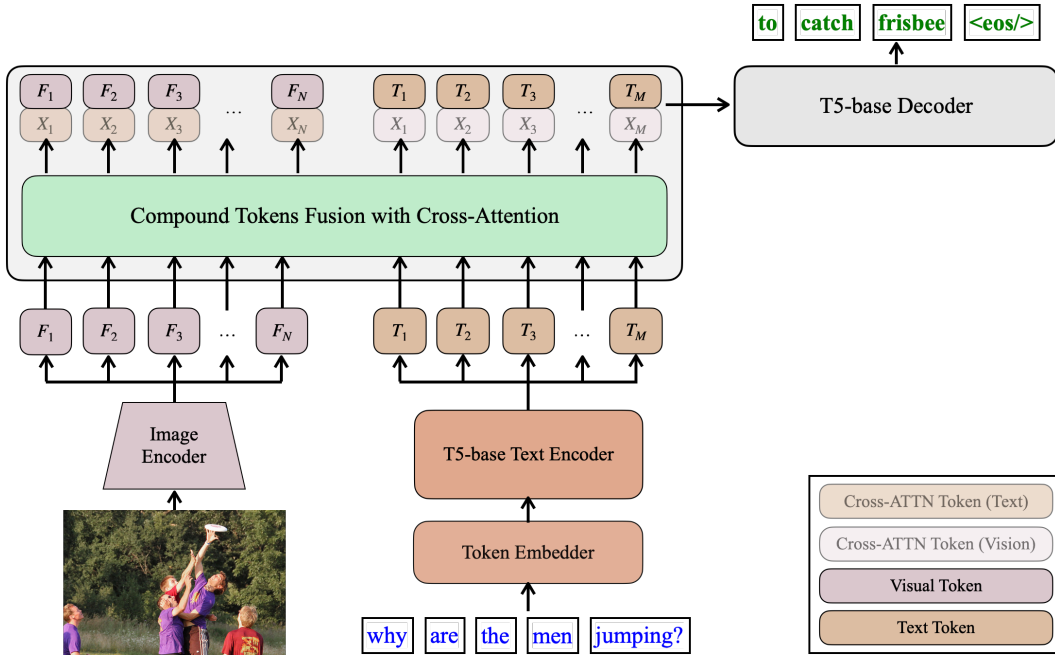 to catch frisbee <eos/>
F1 F2 F3 ... FN T1 T2 T3 ... TM
X1 X2 X3 XN X1 X2 X3 XM
T5-base Decoder
Compound Tokens Fusion with Cross-Attention
F1 F2 F3 ... FN T1 T2 T3 ... TM
Image
Encoder
T5-base Text Encoder
Token Embedder
why are the men jumping?
Cross-ATTN Token (Text)
Cross-ATTN Token (Vision)
Visual Token
Text Token